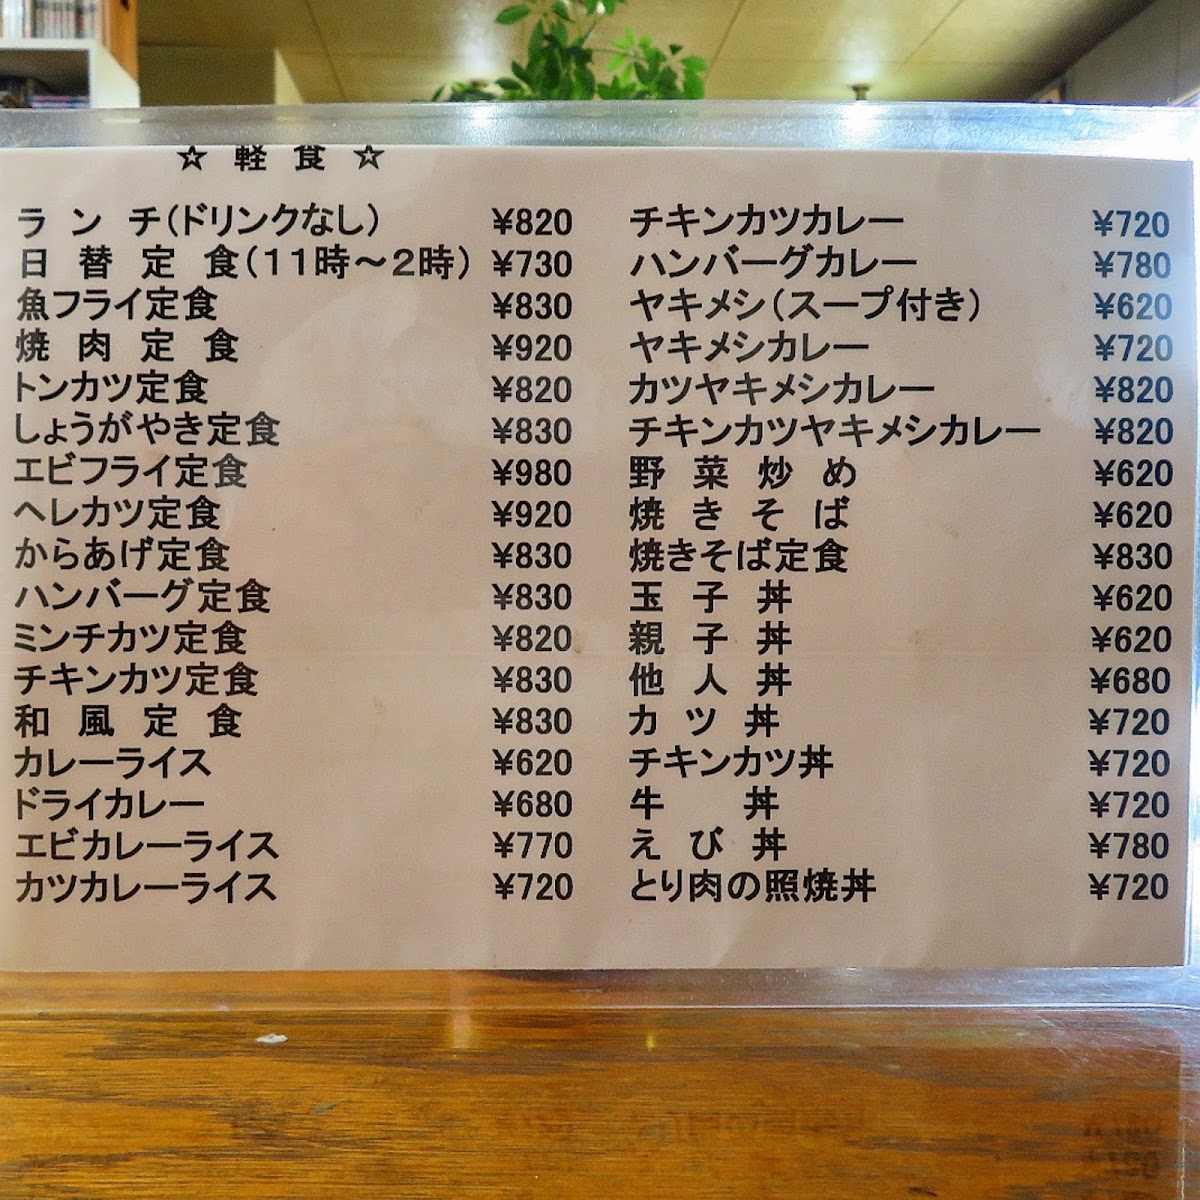 ☆ 軽 食 ☆
ラ ン チ(ドリンクなし) ¥820
日 替 定 食(11時～2時) ¥730
魚フライ定食 ¥830
焼 肉 定 食 ¥920
トンカツ定食 ¥820
しょうがやき定食 ¥830
エビフライ定食 ¥980
ヘレカツ定食 ¥920
からあげ定食 ¥830
ハンバーグ定食 ¥830
ミンチカツ定食 ¥820
チキンカツ定食 ¥830
和 風 定 食 ¥830
カレーライス ¥620
ドライカレー ¥680
エビカレーライス ¥770
カツカレーライス ¥720
チキンカツカレー ¥720
ハンバーグカレー ¥780
ヤキメシ(スープ付き) ¥620
ヤキメシカレー ¥720
カツヤキメシカレー ¥820
チキンカツヤキメシカレー ¥820
野 菜 炒 め ¥620
焼 き そ ば ¥620
焼きそば定食 ¥830
玉 子 丼 ¥620
親 子 丼 ¥620
他 人 丼 ¥680
カ ツ 丼 ¥720
チキンカツ丼 ¥720
牛 丼 ¥720
え び 丼 ¥780
とり肉の照焼丼 ¥720